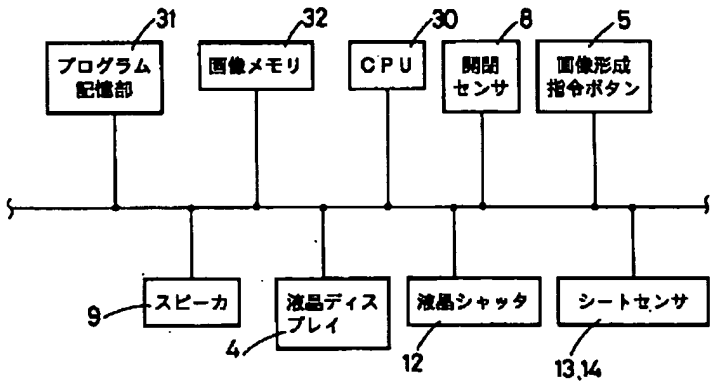 31
32
30
8
5
プログラム
記憶部
画像メモリ
CPU
開閉
センサ
画像形成
指令ボタン
スピーカ
液晶ディス
プレイ
液晶シャッタ
シートセンサ
9
4
12
13,14